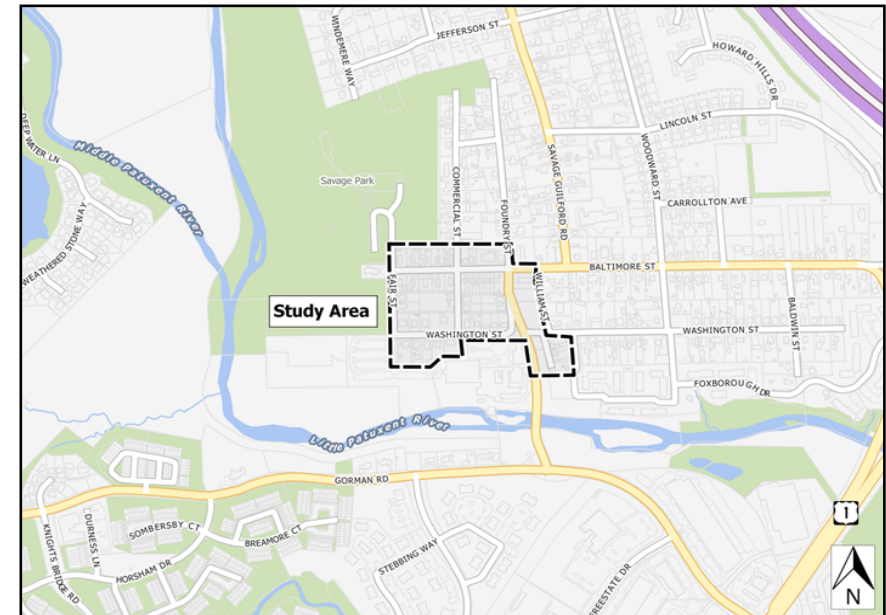 WINDEMERE WAY
JEFFERSON ST
HOWARD HILLS DR
LINCOLN ST
DEEP WATER LN
Middle Patuxent River
WOODWARD ST
SAVAGE GUILFORD RD
COMMERCIAL ST
FOUNDRY ST
Savage Park
CARROLLTON AVE
WEATHERED STONE WAY
BALTIMORE ST
FAIR ST
WILLIAM ST
Study Area
WASHINGTON ST
WASHINGTON ST
BALDWIN ST
FOXBOROUGH DR
Little Patuxent River
GORMAN RD
1
SOMBERSBY CT
BREAMORE CT
KNIGHTS BRIDGE RD
DURNESS LN
HORSHAM DR
STEBBING WAY
FREESTATE DR
N